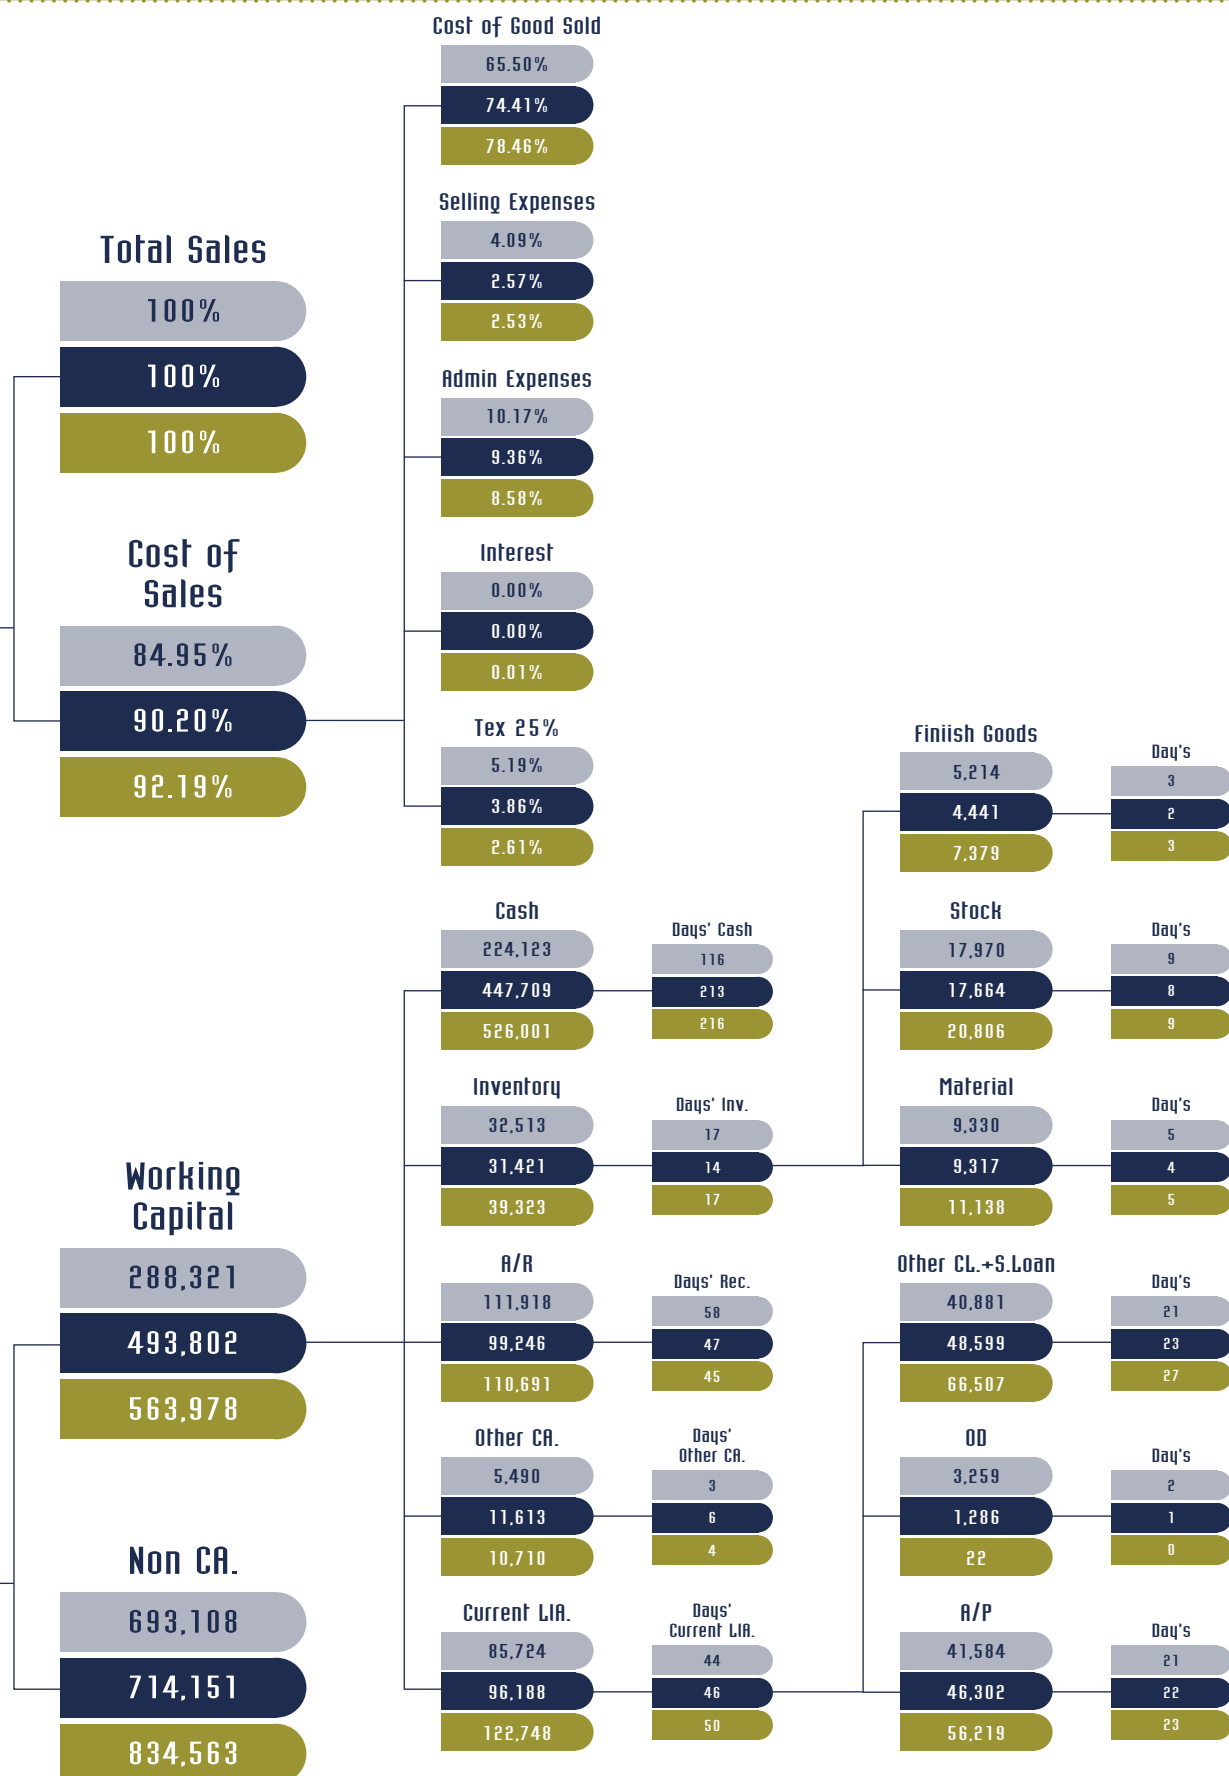 Cost of Good Sold
65.50%
74.41%
78.46%
Selling Expenses
4.09%
2.57%
2.53%
Total Sales
100%
100%
100%
Admin Expenses
10.17%
9.36%
8.58%
Cost of
Sales
84.95%
90.20%
92.19%
Interest
0.00%
0.00%
0.01%
Tex 25%
5.19%
3.86%
2.61%
Finiish Goods
5,214
4,441
7,379
Day's
3
2
3
Cash
224,123
447,709
526,001
Days' Cash
116
213
216
Stock
17,970
17,664
20,806
Day's
9
8
9
Inventory
32,513
31,421
39,323
Days' Inv.
17
14
17
Material
9,330
9,317
11,138
Day's
5
4
5
Working
Capital
288,321
493,802
563,978
A/R
111,918
99,246
110,691
Days' Rec.
58
47
45
Other CL.+S.Loan
40,881
48,599
66,507
Day's
21
23
27
Other CA.
5,490
11,613
10,710
Days'
Other CA.
3
6
4
OD
3,259
1,286
22
Day's
2
1
0
Non CA.
693,108
714,151
834,563
Current LIA.
85,724
96,188
122,748
Days'
Current LIA.
44
46
50
A/P
41,584
46,302
56,219
Day's
21
22
23